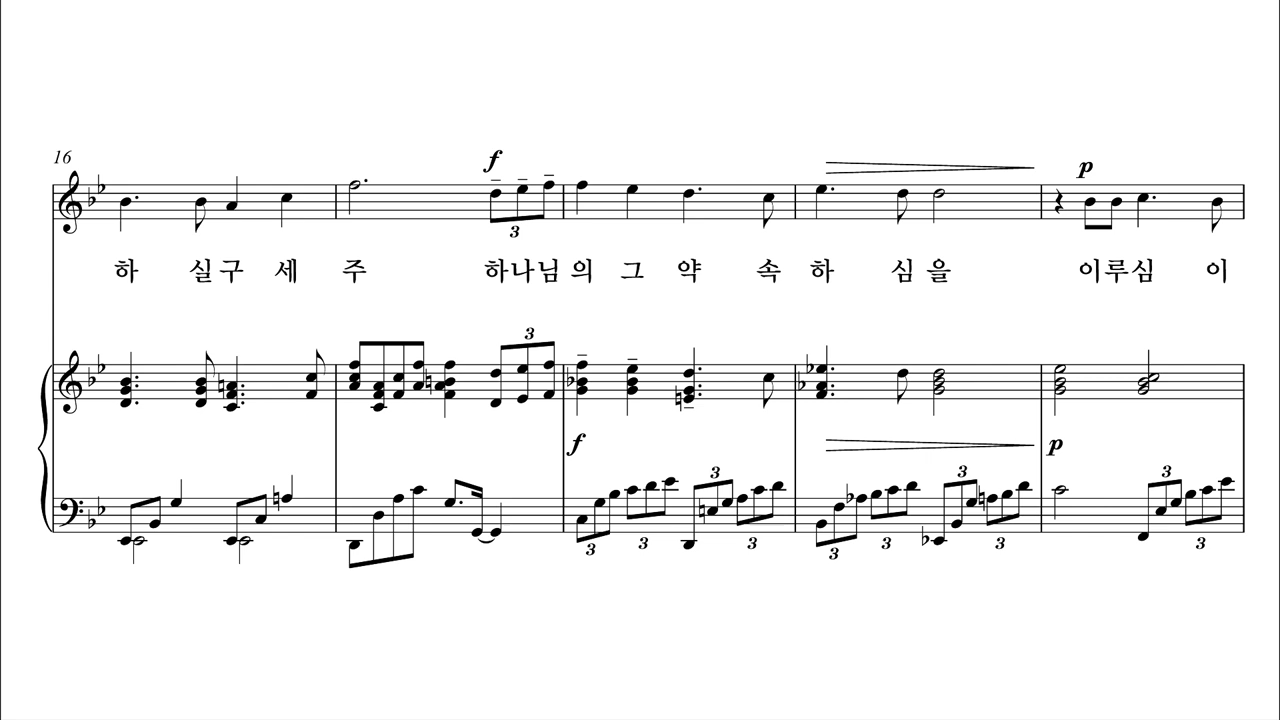 16
f
p
3
하 실구 세 주 하나님 의 그 약 속 하 심 을 이루심 이
3
f
p
3 3
3 3 3 3 3 3 3